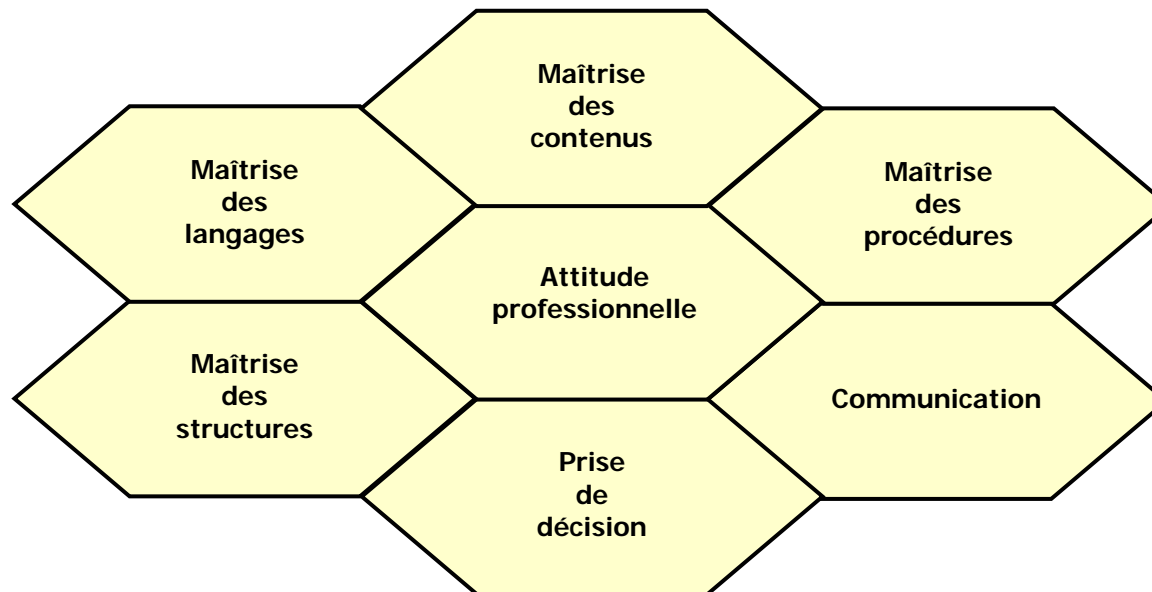 Maîtrise
des
contenus
Maîtrise
des
langages
Maîtrise
des
procédures
Attitude
professionnelle
Maîtrise
des
structures
Communication
Prise
de
décision